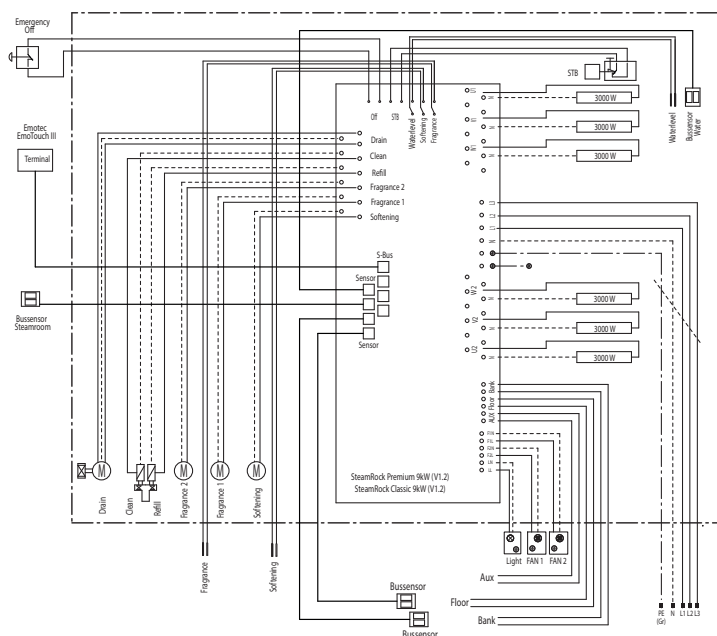 Emergency
Off
STB
3000 W
3000 W
3000 W
Waterlevel
Bussensor
Water
Off
STB
Waterlevel
Softening
Fragrance
Emotec
EmoTouch III
Terminal
Drain
Clean
Refill
Fragrance 2
Fragrance 1
Softening
S-Bus
Sensor
Sensor
Bussensor
Steamroom
W2
V2
U2
3000 W
3000 W
3000 W
Bank
Floor
AUX
SteamRock Premium 9kW (V1.2)
SteamRock Classic 9kW (V1.2)
M
M
M
M
Drain
Clean
Refill
Fragrance 2
Fragrance 1
Softening
Fragrance
Softening
Light
FAN 1
FAN 2
Aux
Bussensor
Floor
Bank
Bussensor
PE
(Gr)
N
L1
L2
L3